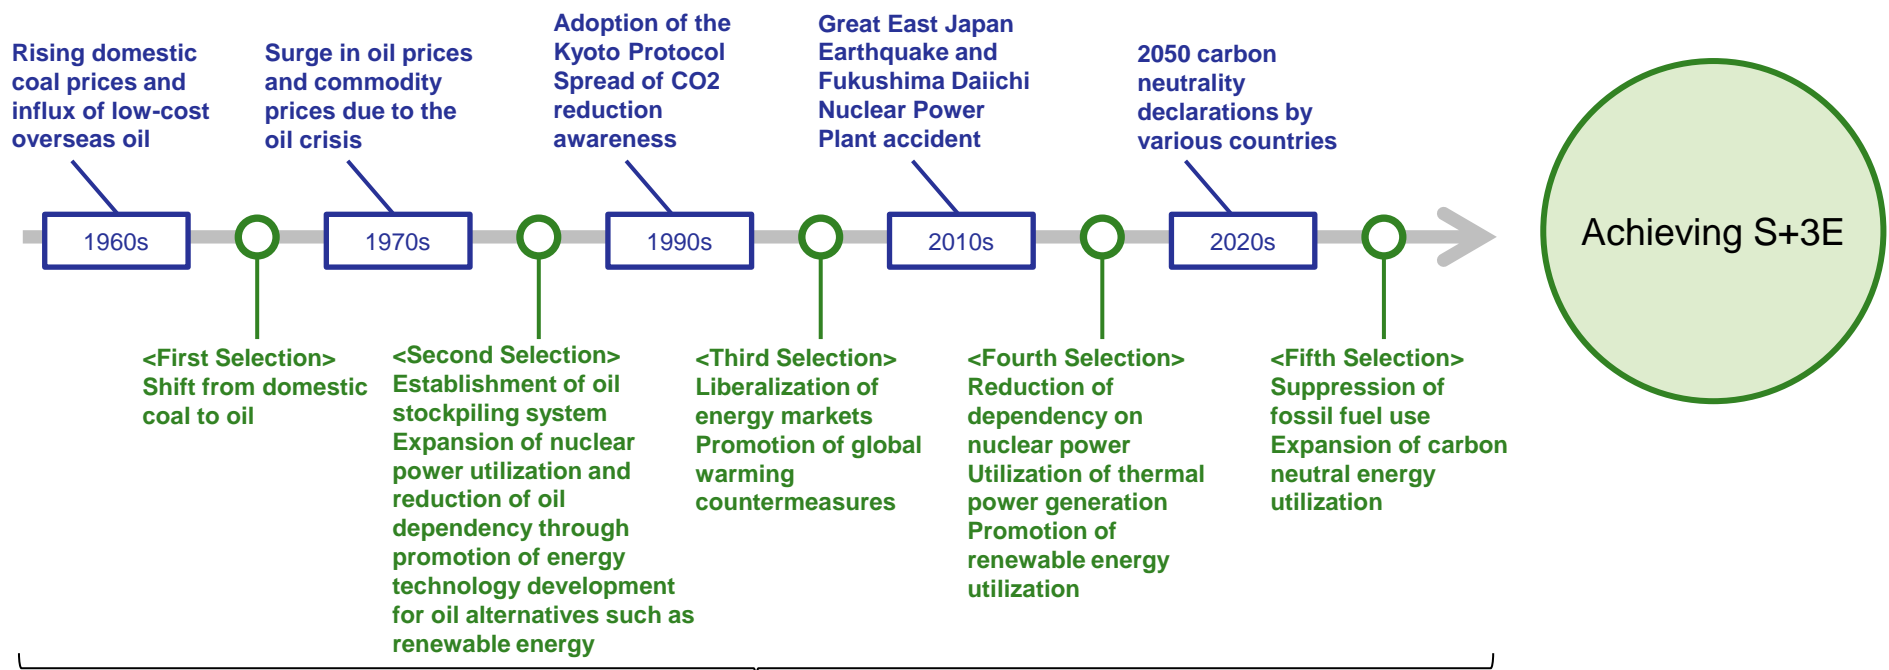 Rising domestic
coal prices and
influx of low-cost
overseas oil
Surge in oil prices
and commodity
prices due to the
oil crisis
Adoption of the
Kyoto Protocol
Spread of CO2
reduction
awareness
Great East Japan
Earthquake and
Fukushima Daiichi
Nuclear Power
Plant accident
2050 carbon
neutrality
declarations by
various countries
1960s
1970s
1990s
2010s
2020s
Achieving S+3E
<First Selection>
Shift from domestic
coal to oil
<Second Selection>
Establishment of oil
stockpiling system
Expansion of nuclear
power utilization and
reduction of oil
dependency through
promotion of energy
technology development
for oil alternatives such as
renewable energy
<Third Selection>
Liberalization of
energy markets
Promotion of global
warming
countermeasures
<Fourth Selection>
Reduction of
dependency on
nuclear power
Utilization of thermal
power generation
Promotion of
renewable energy
utilization
<Fifth Selection>
Suppression of
fossil fuel use
Expansion of carbon
neutral energy
utilization